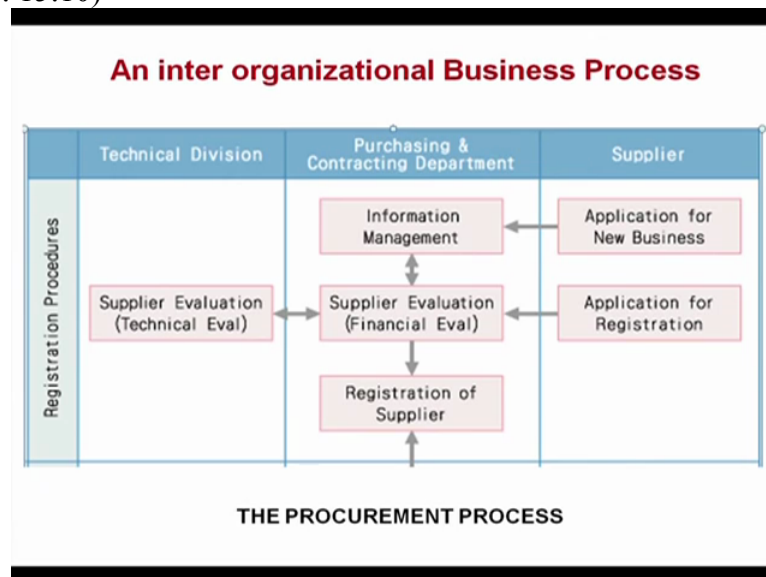 An inter organizational Business Process
Technical Division
Purchasing &
Contracting Department
Supplier
Registration Procedures
Information
Management
Application for
New Business
Supplier Evaluation
(Technical Eval)
Supplier Evaluation
(Financial Eval)
Application for
Registration
Registration of
Supplier
THE PROCUREMENT PROCESS